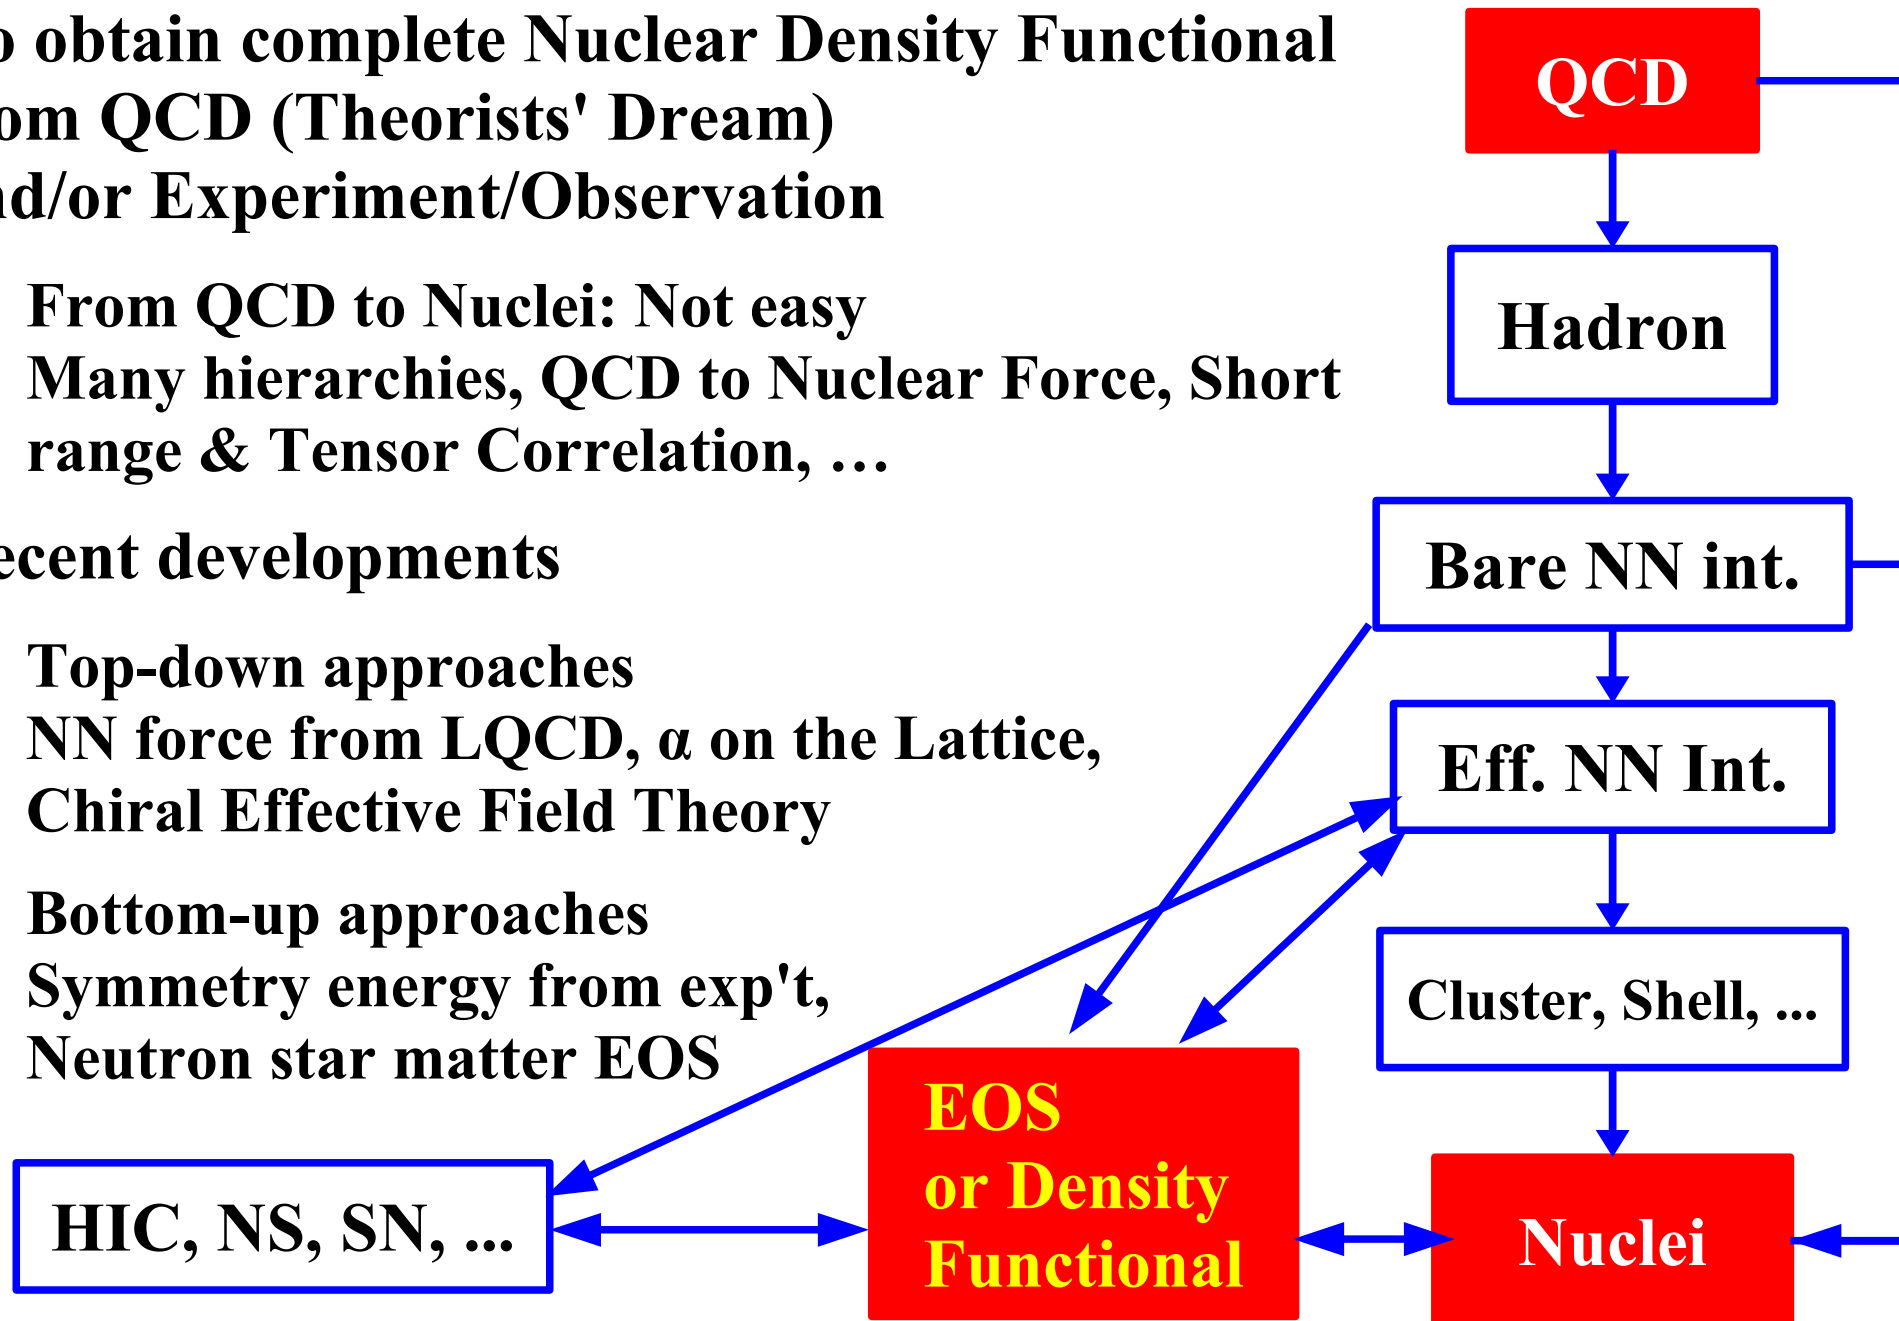 o obtain complete Nuclear Density Functional
om QCD (Theorists' Dream)
nd/or Experiment/Observation
From QCD to Nuclei: Not easy
Many hierarchies, QCD to Nuclear Force, Short
range & Tensor Correlation, …
ecent developments
Top-down approaches
NN force from LQCD, α on the Lattice,
Chiral Effective Field Theory
Bottom-up approaches
Symmetry energy from exp't,
Neutron star matter EOS
QCD
Hadron
Bare NN int.
Eff. NN Int.
Cluster, Shell, ...
HIC, NS, SN, ...
EOS
or Density
Functional
Nuclei